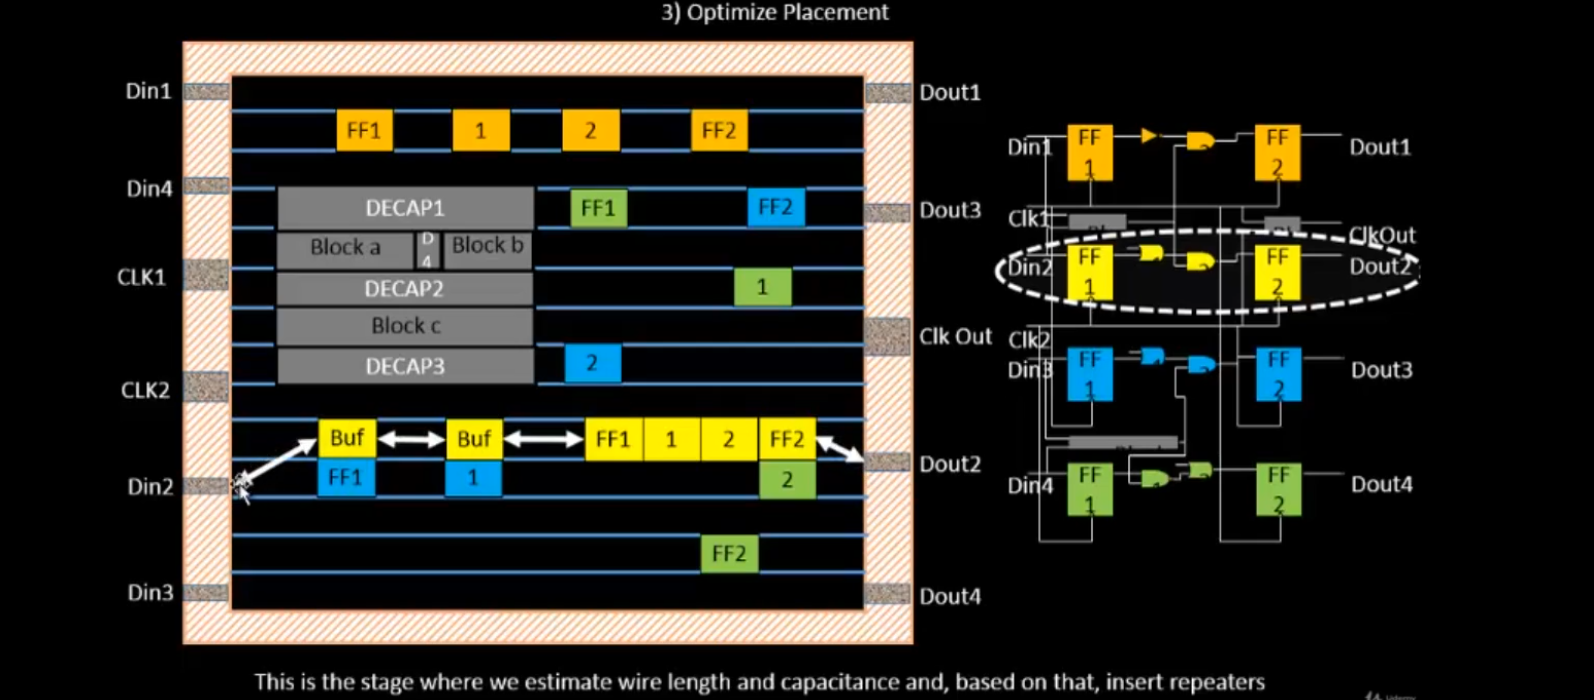 3) Optimize Placement
Din1
Dout1
FF1 1 2 FF2
Din4
Dout3
DECAP1
FF1 FF2
Block a D4 Block b
CLK1
DECAP2
1
Block c
Clk Out
DECAP3
2
CLK2
Buf Buf FF1 1 2 FF2
FF1 1 2
Din2
Dout2
FF2
Din3
Dout4
Din1 FF 1 FF 2 Dout1
Clk1 ClkOut
Din2 FF 1 FF 2 Dout2
Clk2
Din3 FF 1 FF 2 Dout3
Din4 FF 1 FF 2 Dout4
This is the stage where we estimate wire length and capacitance and, based on that, insert repeaters
Udemy